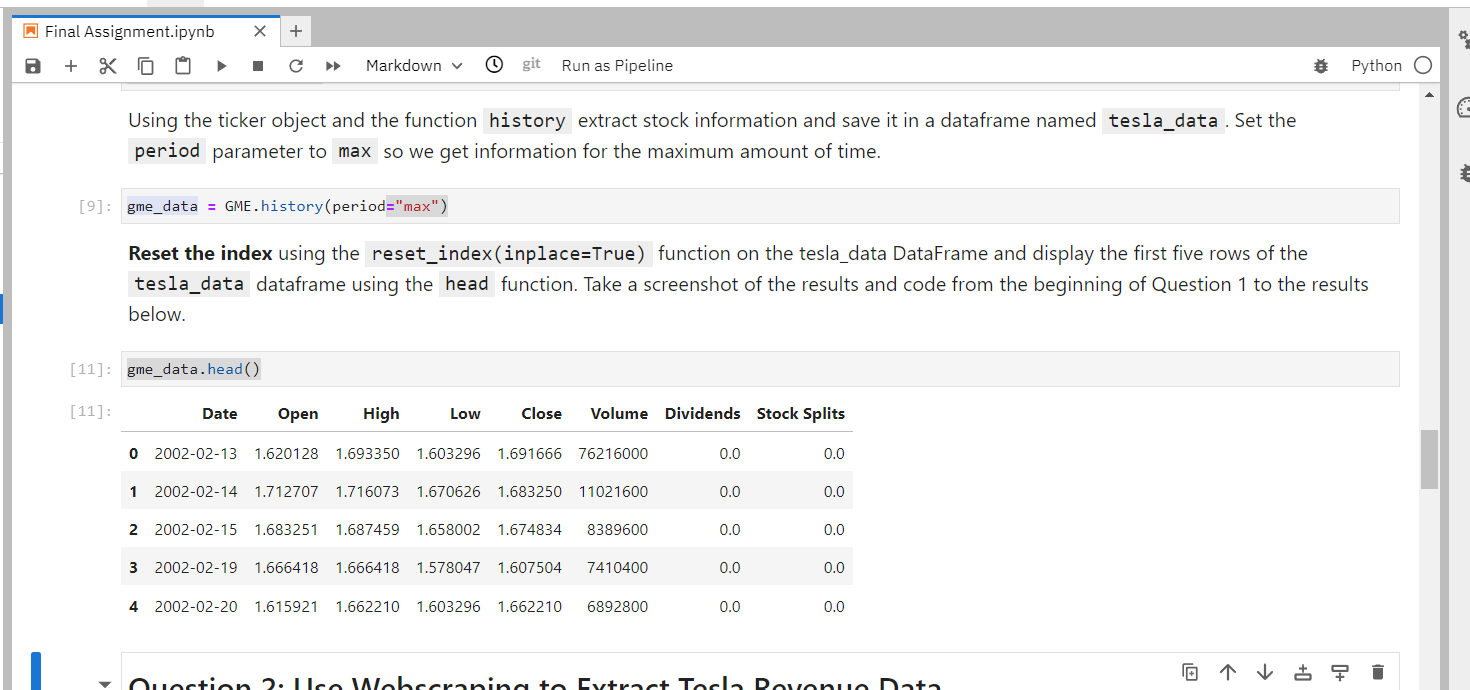 Final Assignment.ipynb
Markdown git Run as Pipeline Python
Using the ticker object and the function history extract stock information and save it in a dataframe named tesla_data. Set the
period parameter to max so we get information for the maximum amount of time.
[9]: gme_data = GME.history(period="max")
Reset the index using the reset_index(inplace=True) function on the tesla_data DataFrame and display the first five rows of the
tesla_data dataframe using the head function. Take a screenshot of the results and code from the beginning of Question 1 to the results
below.
[11]: gme_data.head()
[11]: Date Open High Low Close Volume Dividends Stock Splits
0 2002-02-13 1.620128 1.693350 1.603296 1.691666 76216000 0.0 0.0
1 2002-02-14 1.712707 1.716073 1.670626 1.683250 11021600 0.0 0.0
2 2002-02-15 1.683251 1.687459 1.658002 1.674834 8389600 0.0 0.0
3 2002-02-19 1.666418 1.666418 1.578047 1.607504 7410400 0.0 0.0
4 2002-02-20 1.615921 1.662210 1.603296 1.662210 6892800 0.0 0.0
Question 2: Use Webscraping to Extract Tesla Revenue Data